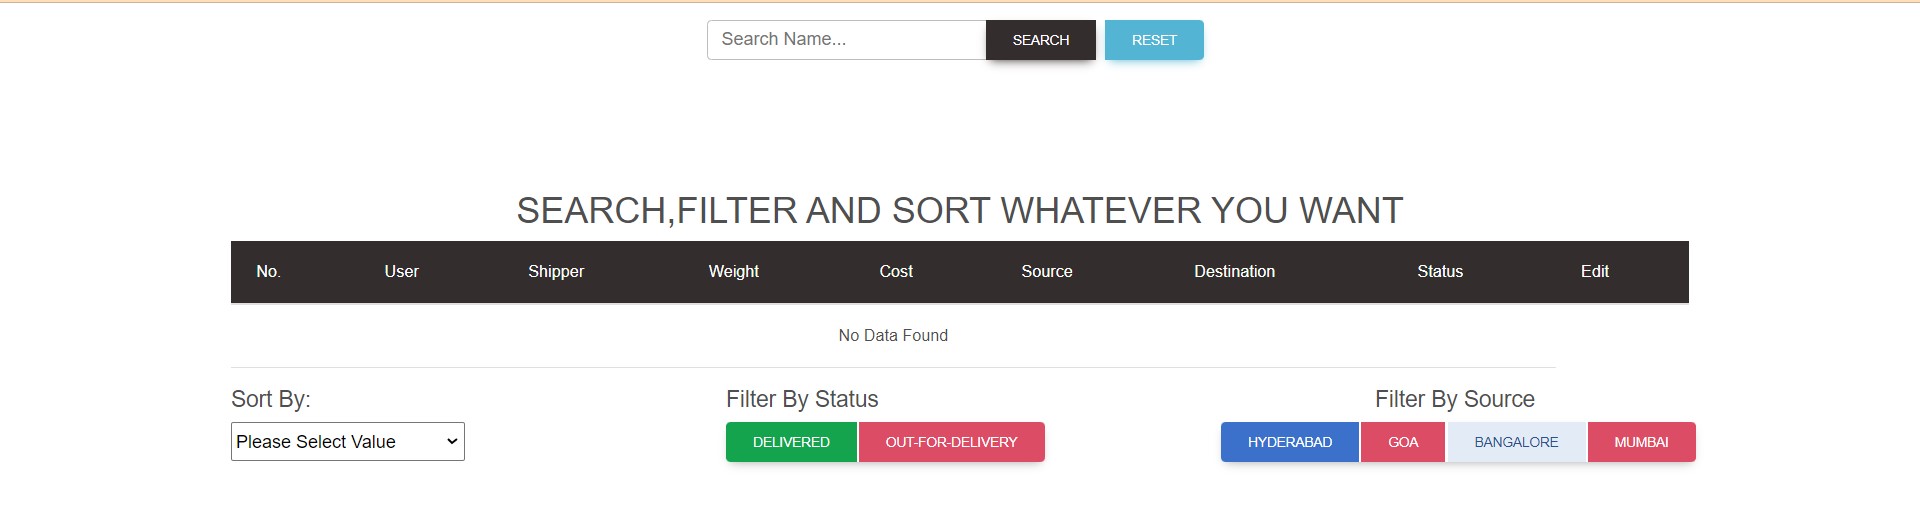 Search Name... SEARCH RESET
SEARCH,FILTER AND SORT WHATEVER YOU WANT
No. User Shipper Weight Cost Source Destination Status Edit
No Data Found
Sort By: Filter By Status Filter By Source
Please Select Value DELIVERED OUT-FOR-DELIVERY HYDERABAD GOA BANGALORE MUMBAI